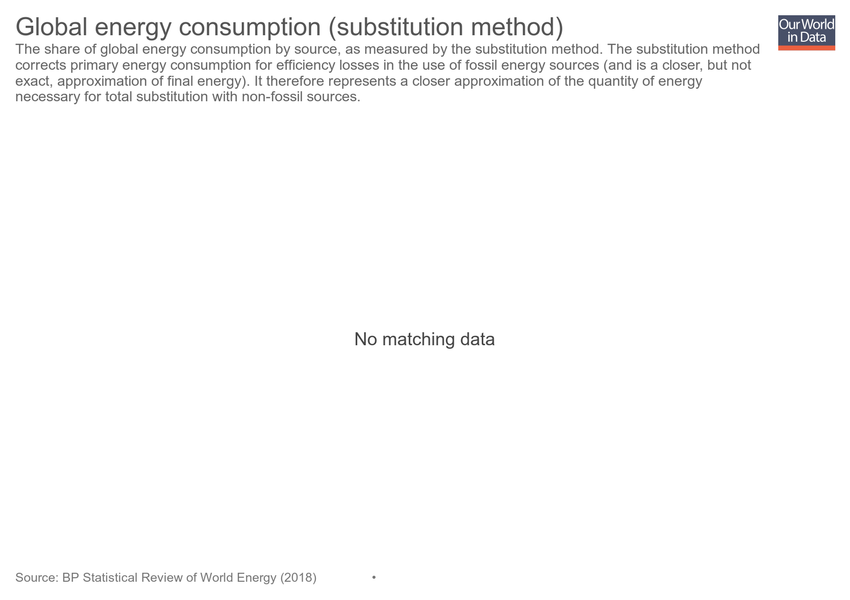 Global energy consumption (substitution method)
Our World
in Data
The share of global energy consumption by source, as measured by the substitution method. The substitution method
corrects primary energy consumption for efficiency losses in the use of fossil energy sources (and is a closer, but not
exact, approximation of final energy). It therefore represents a closer approximation of the quantity of energy
necessary for total substitution with non-fossil sources.
No matching data
Source: BP Statistical Review of World Energy (2018) •